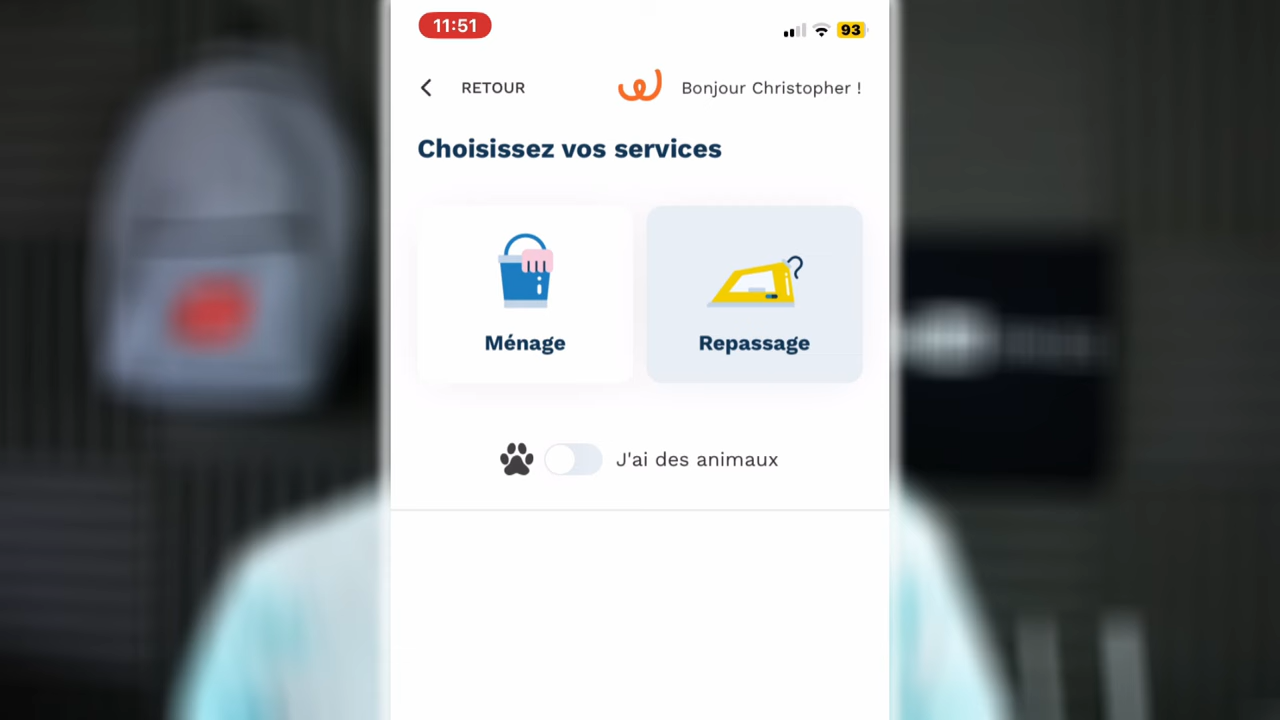 11:51
93
RETOUR
Bonjour Christopher !
Choisissez vos services
Ménage
Repassage
J'ai des animaux